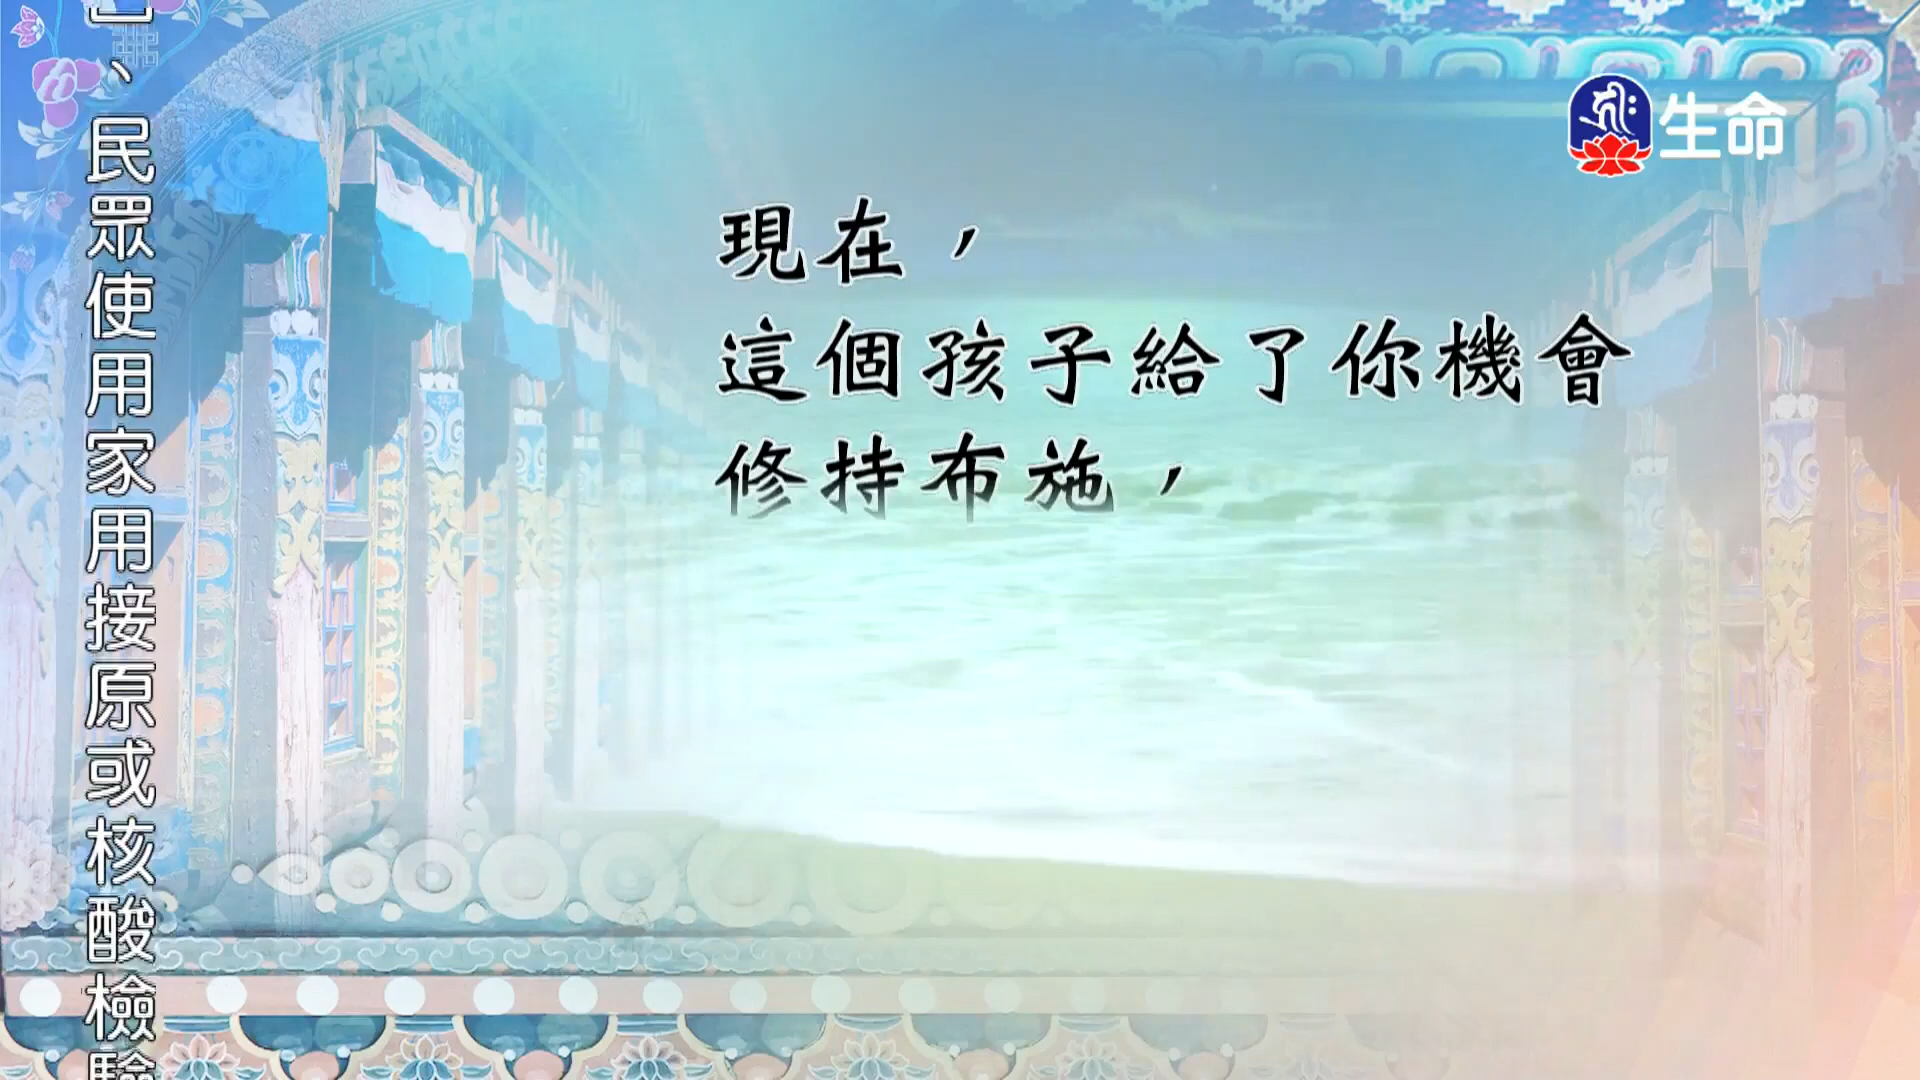 生命
現在，
這個孩子給了你機會
修持布施，
】、民眾使用家用接原或核酸檢驗